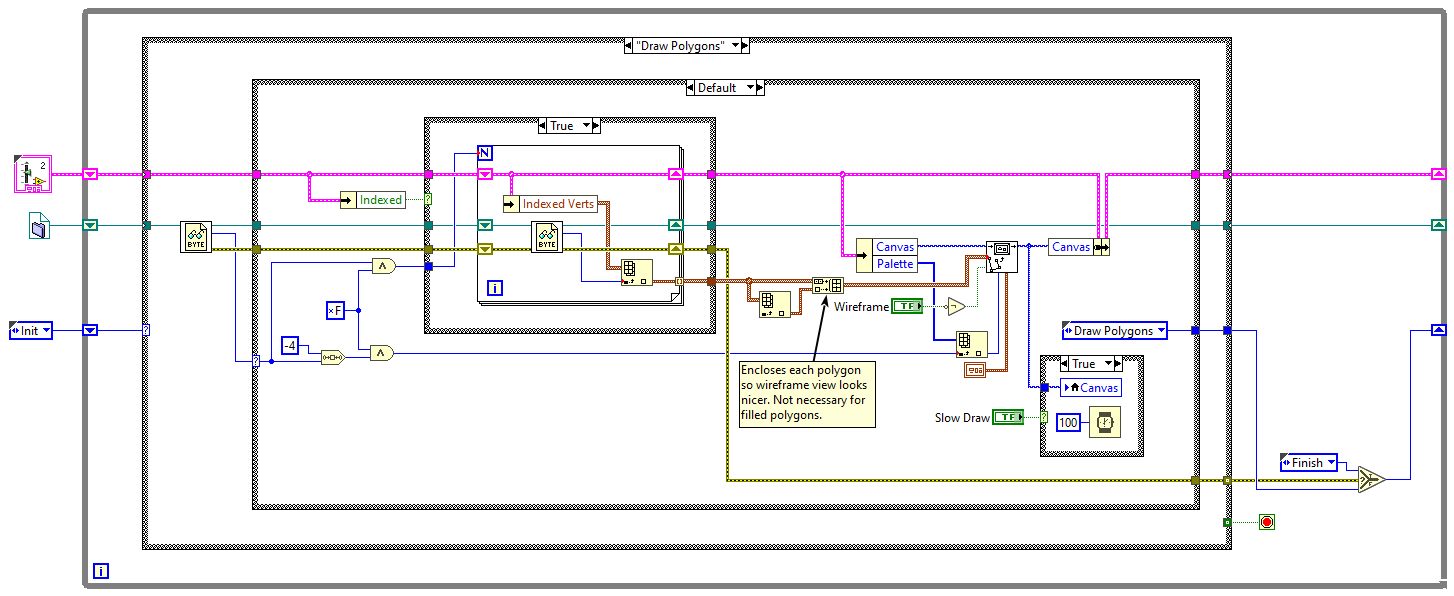 "Draw Polygons"
Default
True
N
2
Indexed
?
Indexed Verts
BYTE
BYTE
Canvas
Palette
Canvas
i
×F
Wireframe
TF
Init
?
-4
?
Draw Polygons
Encloses each polygon
so wireframe view looks
nicer. Not necessary for
filled polygons.
True
Canvas
Slow Draw
TF
?
100
Finish
?
i